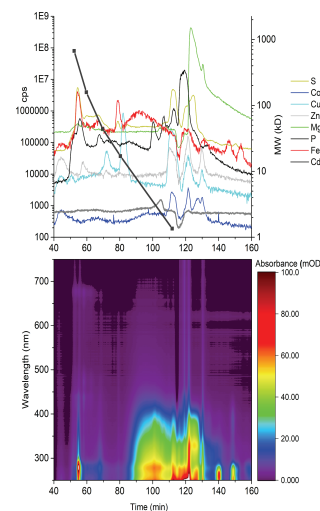 1E9
1E8
1E7
1000000
100000
10000
1000
100
cps
40 60 80 100 120 140 160
1000
100
10
1
MW (kD)
S
Co
Cu
Zn
Mg
P
Fe
Cd
Absorbance (mOD
700
600
500
400
300
Wavelength (nm)
40 60 80 100 120 140 160
Time (min)
100.0
80.00
60.00
40.00
20.00
0.000